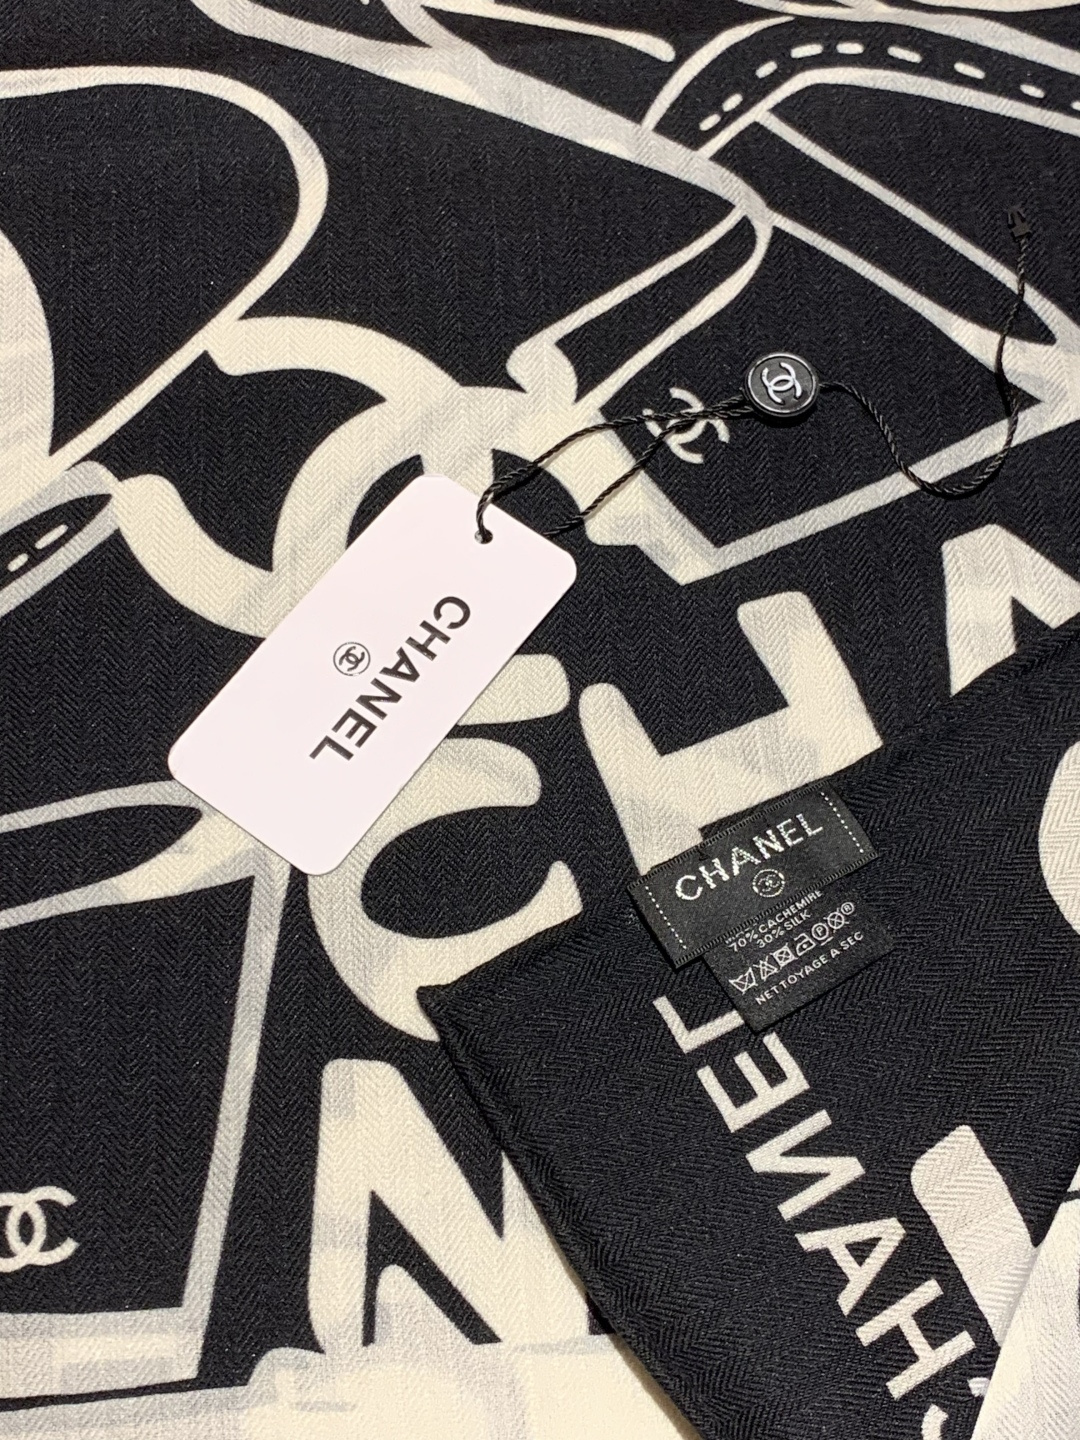 CHANEL
CHANEL
70% CACHEMIRE
30% SILK
NETTOYAGE A SEC
CHANEL